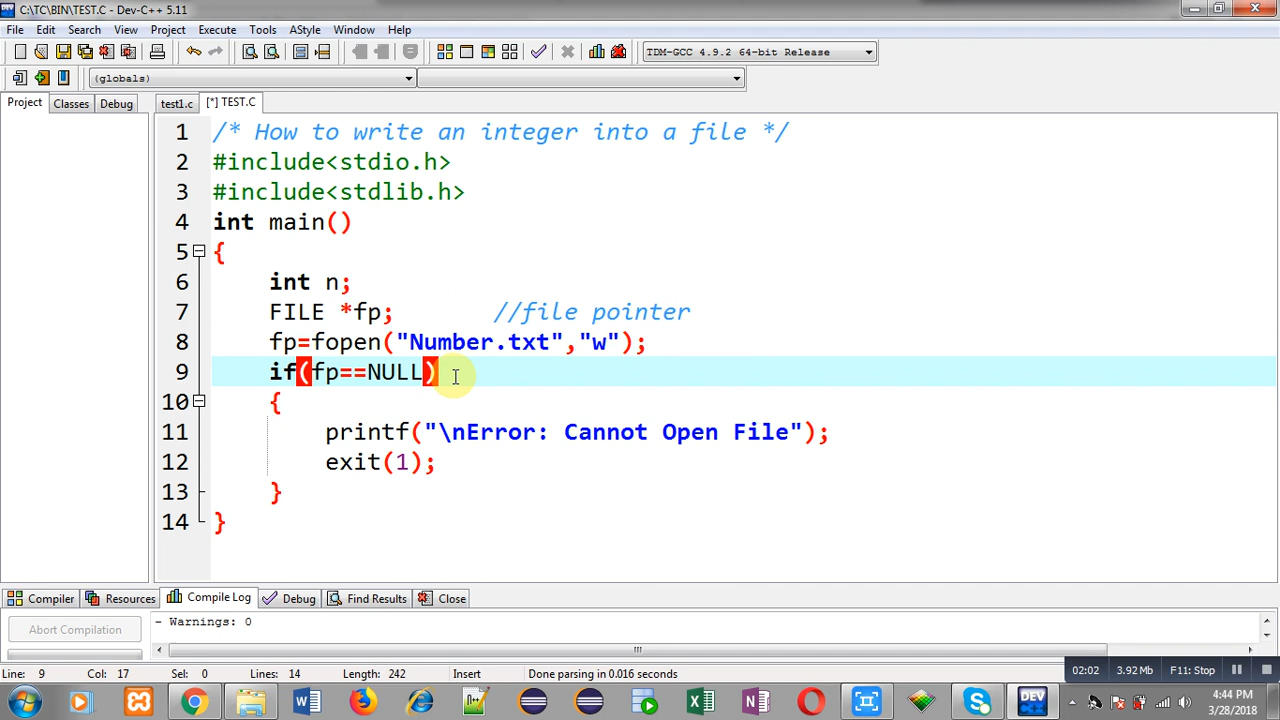 C:\TC\BIN\TEST.C - Dev-C++ 5.11
File Edit Search View Project Execute Tools AStyle Window Help
TDM-GCC 4.9.2 64-bit Release
(globals)
Project Classes Debug test1.c [*] TEST.C
1 /* How to write an integer into a file */
2 #include<stdio.h>
3 #include<stdlib.h>
4 int main()
5 {
6 int n;
7 FILE *fp; //file pointer
8 fp=fopen("Number.txt","w");
9 if(fp==NULL)
10 {
11 printf("\nError: Cannot Open File");
12 exit(1);
13 }
14 }
Compiler Resources Compile Log Debug Find Results Close
Abort Compilation
- Warnings: 0
Line: 9 Col: 17 Sel: 0 Lines: 14 Length: 242 Insert Done parsing in 0.016 seconds
02:02 3.92 Mb F11: Stop
DEV
4:44 PM
3/28/2018